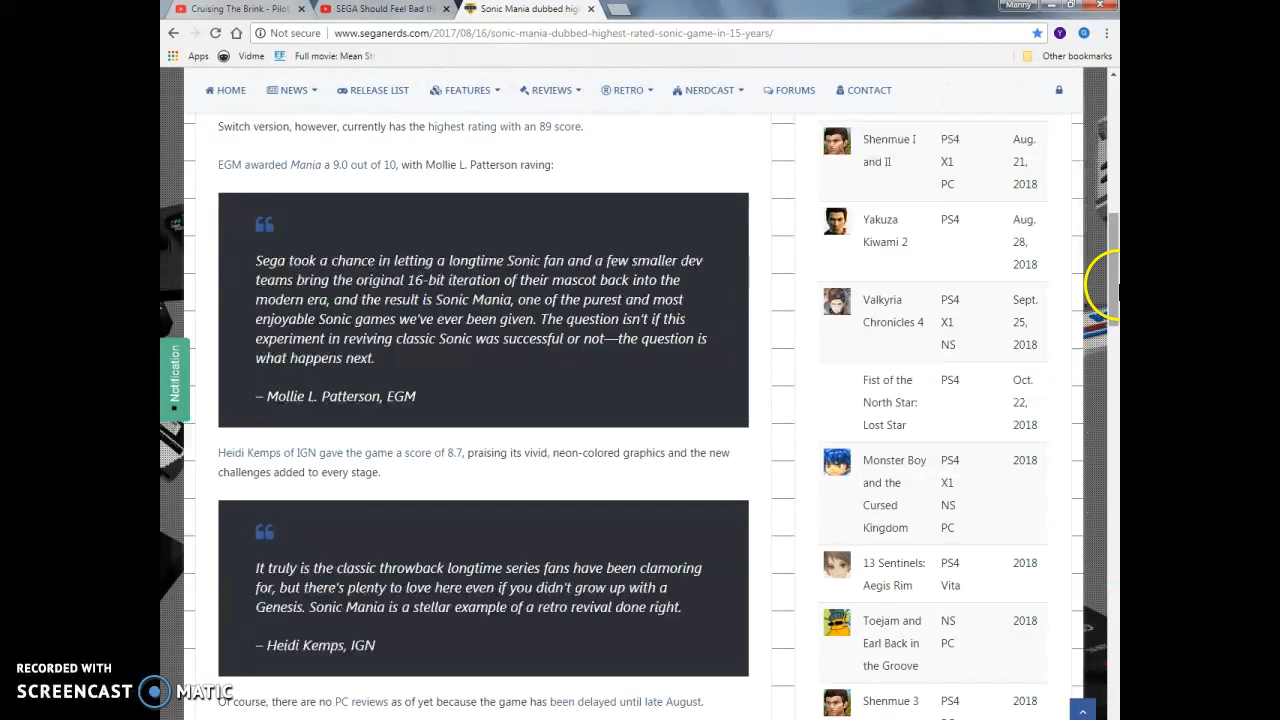 Cruising The Brink - Pilot
SEGA Should Feel Bad th
Sonic Mania dubbed hig
Manny
Not secure
seganerds.com/2017/08/16/sonic-mania-dubbed-highest-rated-sonic-game-in-15-years/
Apps
Vidme
Full movie: Max Ste
Other bookmarks
HOME
NEWS
RELEASE LIST
FEATURES
REVIEWS
RETRO
NERDCAST
FORUMS
CONTACT
Switch version, however, currently has the highest rating with an 89 score.
EGM awarded Mania a 9.0 out of 10, with Mollie L. Patterson raving:
Sega took a chance in letting a longtime Sonic fan and a few smaller dev
teams bring the original 16-bit iteration of their mascot back into the
modern era, and the result is Sonic Mania, one of the purest and most
enjoyable Sonic games we've ever been given. The question isn't if this
experiment in reviving classic Sonic was successful or not—the question is
what happens next.
– Mollie L. Patterson, EGM
Heidi Kemps of IGN gave the game a score of 8.7, praising its vivid, neon-colored graphics and the new
challenges added to every stage.
It truly is the classic throwback longtime series fans have been clamoring
for, but there's plenty to love here even if you didn't grow up with a
Genesis. Sonic Mania is a stellar example of a retro revival done right.
– Heidi Kemps, IGN
Of course, there are no PC reviews as of yet because the game has been delayed until late August.
Shenmue I PS4 Aug.
and II X1 21,
PC 2018
Yakuza PS4 Aug.
Kiwami 2 28,
2018
Valkyria PS4 Sept.
Chronicles 4 X1 25,
NS 2018
Fist of the PS4 Oct.
North Star: 22,
Lost Star 2018
Monster Boy PS4 2018
and the X1
Cursed NS
Kingdom PC
13 Sentinels: PS4 2018
Aegis Rim Vita
Toejam and NS 2018
Earl Back in PC
the Groove
Shenmue 3 PS4 2018
PC
Notification
RECORDED WITH
SCREENCAST MATIC